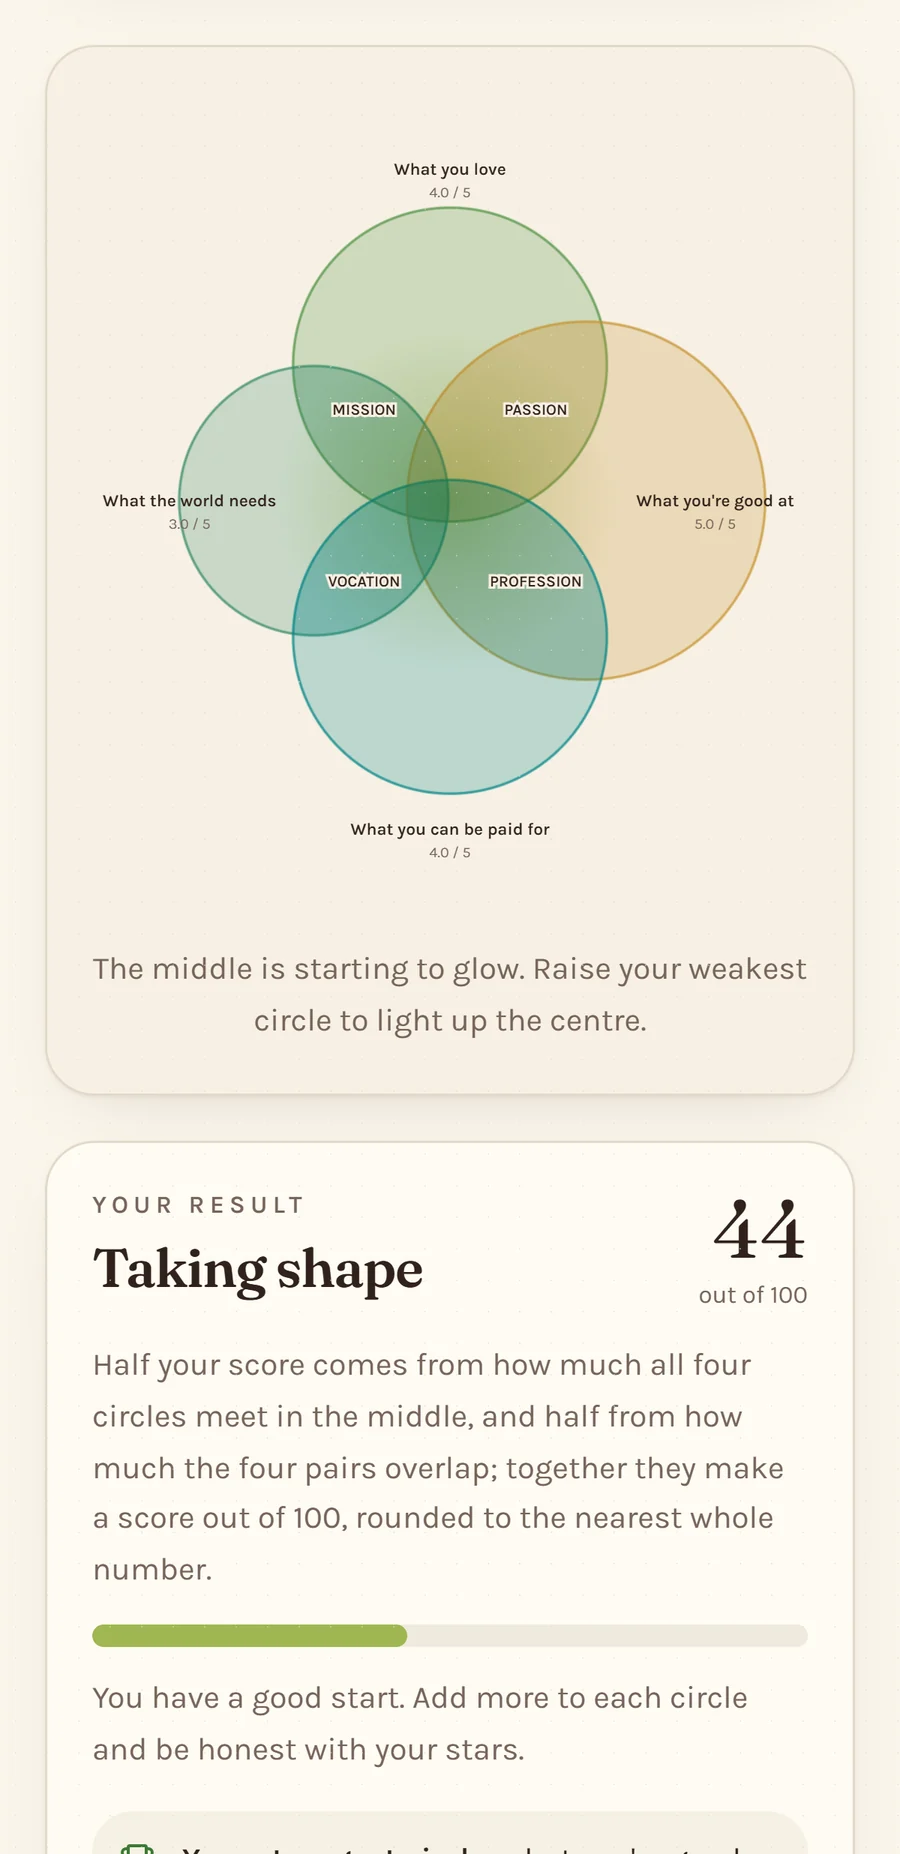 What you love
4.0 / 5
MISSION
PASSION
What the world needs
3.0 / 5
What you're good at
5.0 / 5
VOCATION
PROFESSION
What you can be paid for
4.0 / 5
The middle is starting to glow. Raise your weakest
circle to light up the centre.
YOUR RESULT
44
Taking shape
out of 100
Half your score comes from how much all four
circles meet in the middle, and half from how
much the four pairs overlap; together they make
a score out of 100, rounded to the nearest whole
number.
You have a good start. Add more to each circle
and be honest with your stars.